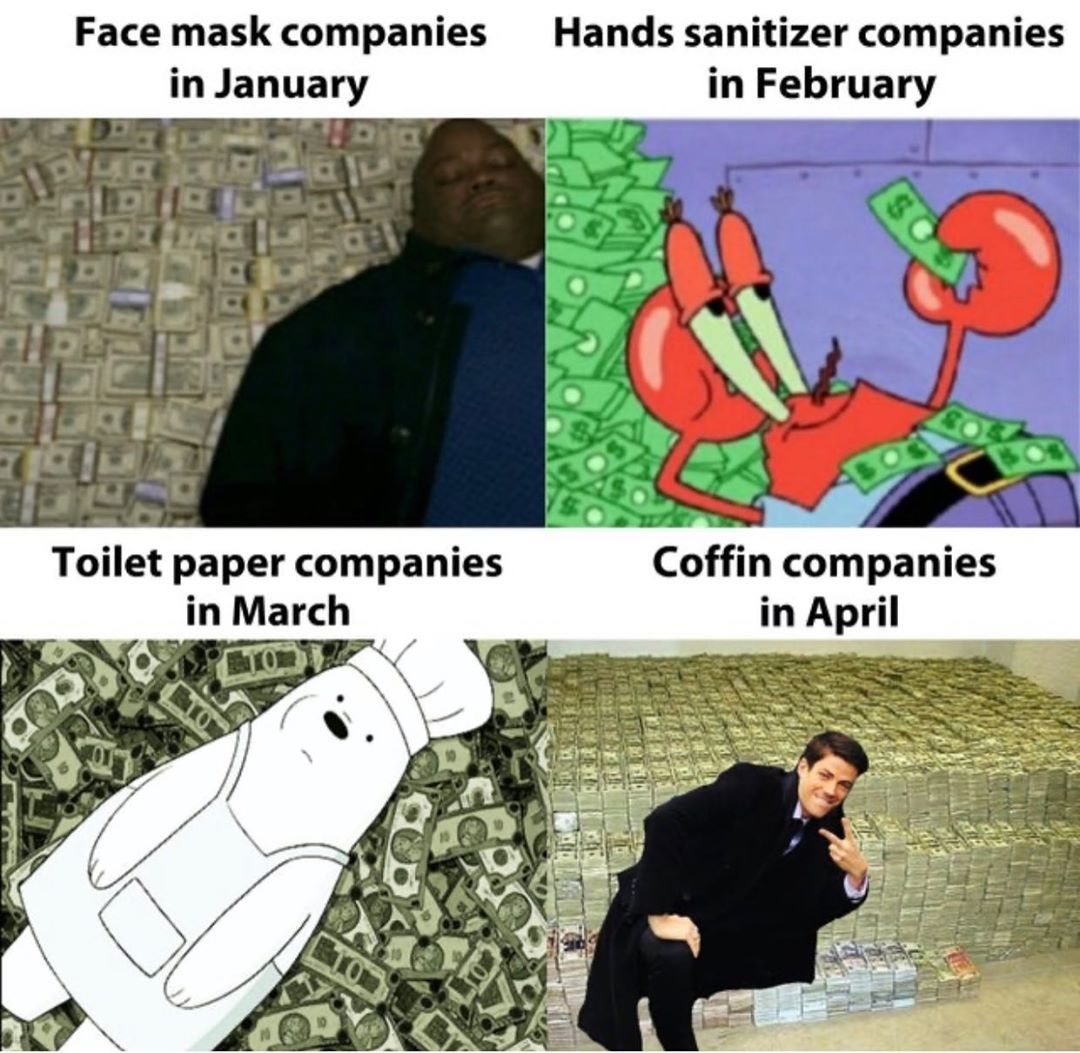 Face mask companies
in January
Hands sanitizer companies
in February
Toilet paper companies
in March
Coffin companies
in April